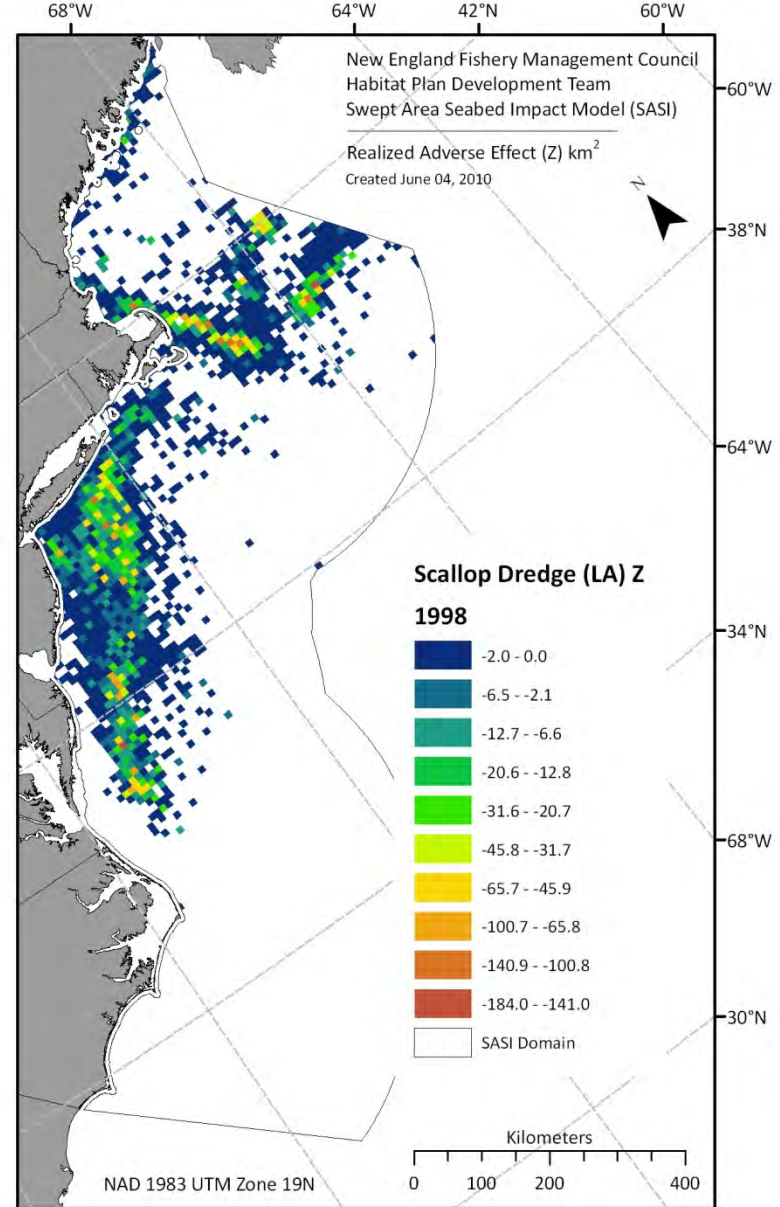 68°W
64°W
42°N
60°W
New England Fishery Management Council
Habitat Plan Development Team
Swept Area Seabed Impact Model (SASI)
Realized Adverse Effect (Z) km²
Created June 04, 2010
N
60°W
38°N
64°W
34°N
68°W
30°N
Scallop Dredge (LA) Z
1998
-2.0 - 0.0
-6.5 - -2.1
-12.7 - -6.6
-20.6 - -12.8
-31.6 - -20.7
-45.8 - -31.7
-65.7 - -45.9
-100.7 - -65.8
-140.9 - -100.8
-184.0 - -141.0
SASI Domain
Kilometers
0 100 200 400
NAD 1983 UTM Zone 19N